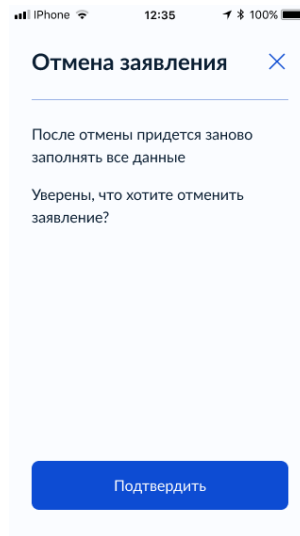 IPhone 12:35 100%
Отмена заявления
После отмены придется заново
заполнять все данные
Уверены, что хотите отменить
заявление?
Подтвердить